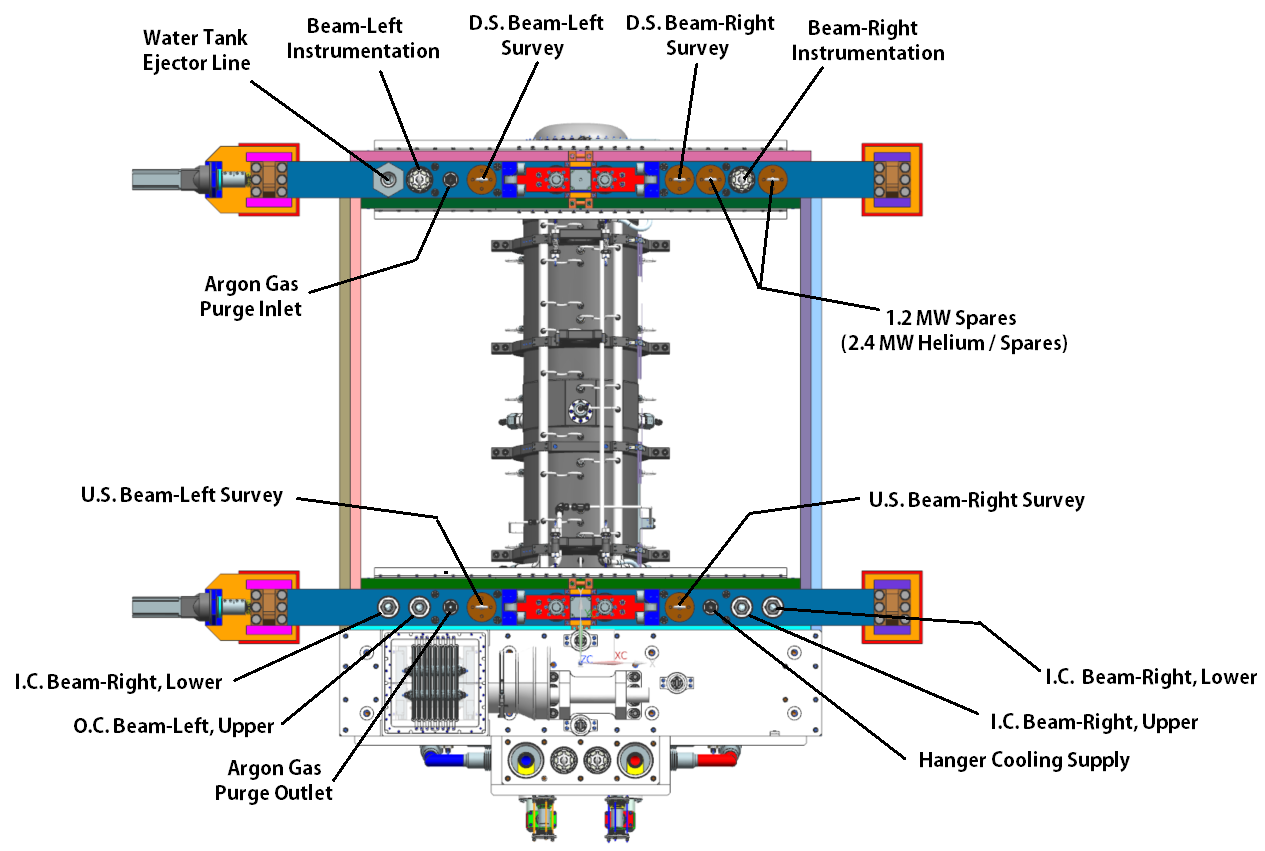 Water Tank
Ejector Line
Beam-Left
Instrumentation
D.S. Beam-Left
Survey
D.S. Beam-Right
Survey
Beam-Right
Instrumentation
Argon Gas
Purge Inlet
1.2 MW Spares
(2.4 MW Helium / Spares)
U.S. Beam-Left Survey
U.S. Beam-Right Survey
ZC
XC
I.C. Beam-Right, Lower
O.C. Beam-Left, Upper
Argon Gas
Purge Outlet
I.C. Beam-Right, Lower
I.C. Beam-Right, Upper
Hanger Cooling Supply